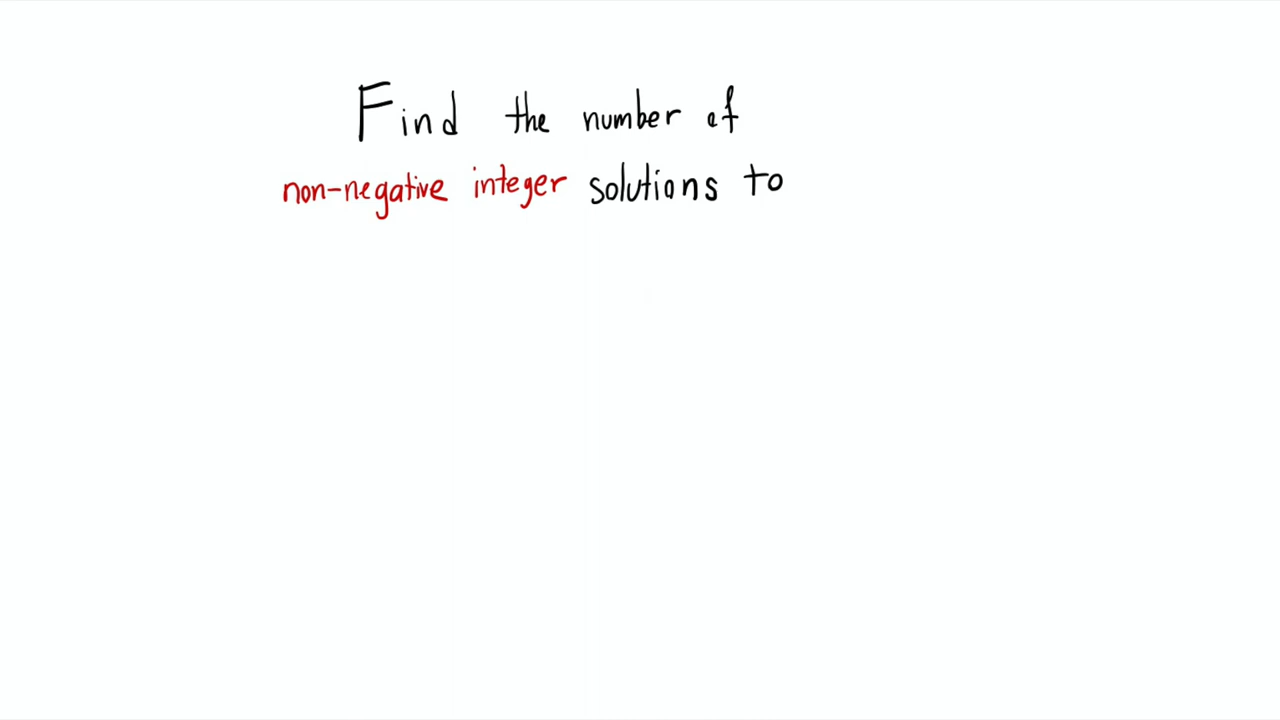 Find the number of
non-negative integer solutions to